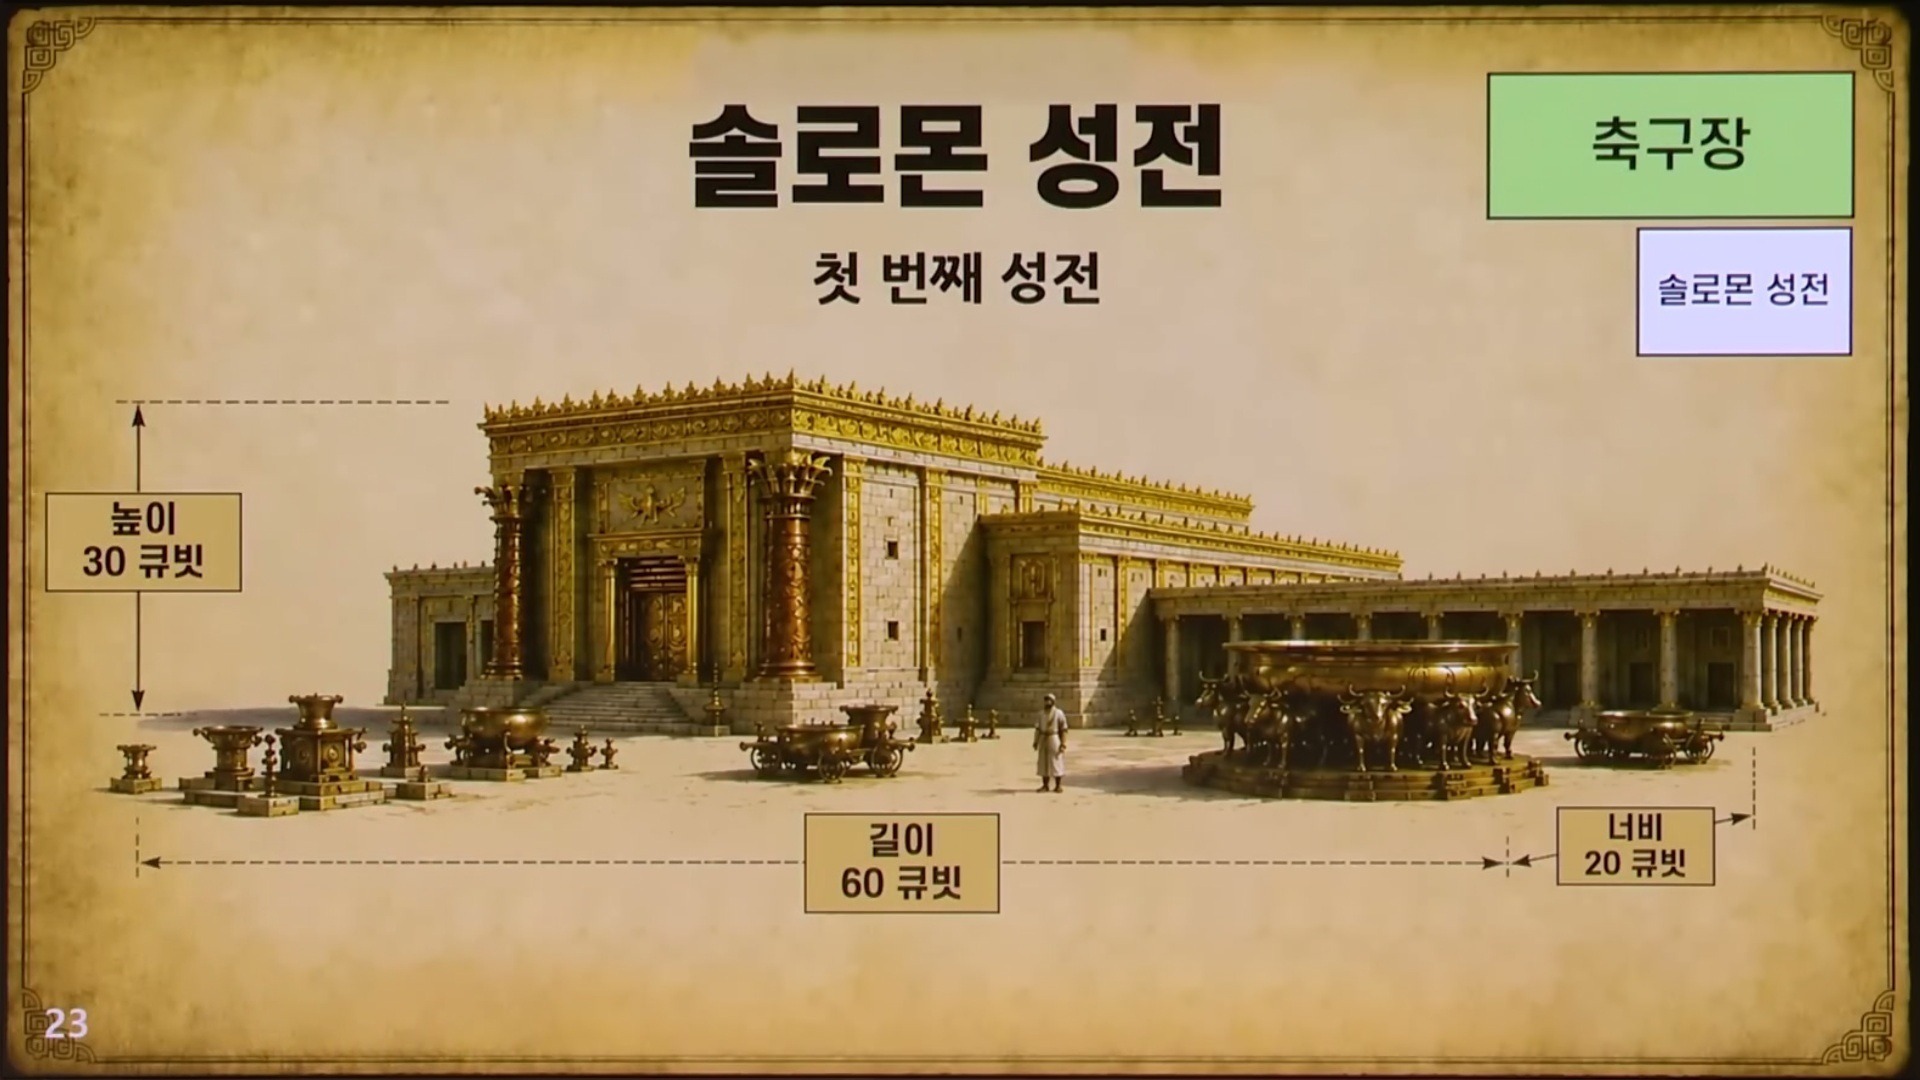 솔로몬 성전
첫 번째 성전
축구장
솔로몬 성전
높이
30 큐빗
길이
60 큐빗
너비
20 큐빗
23